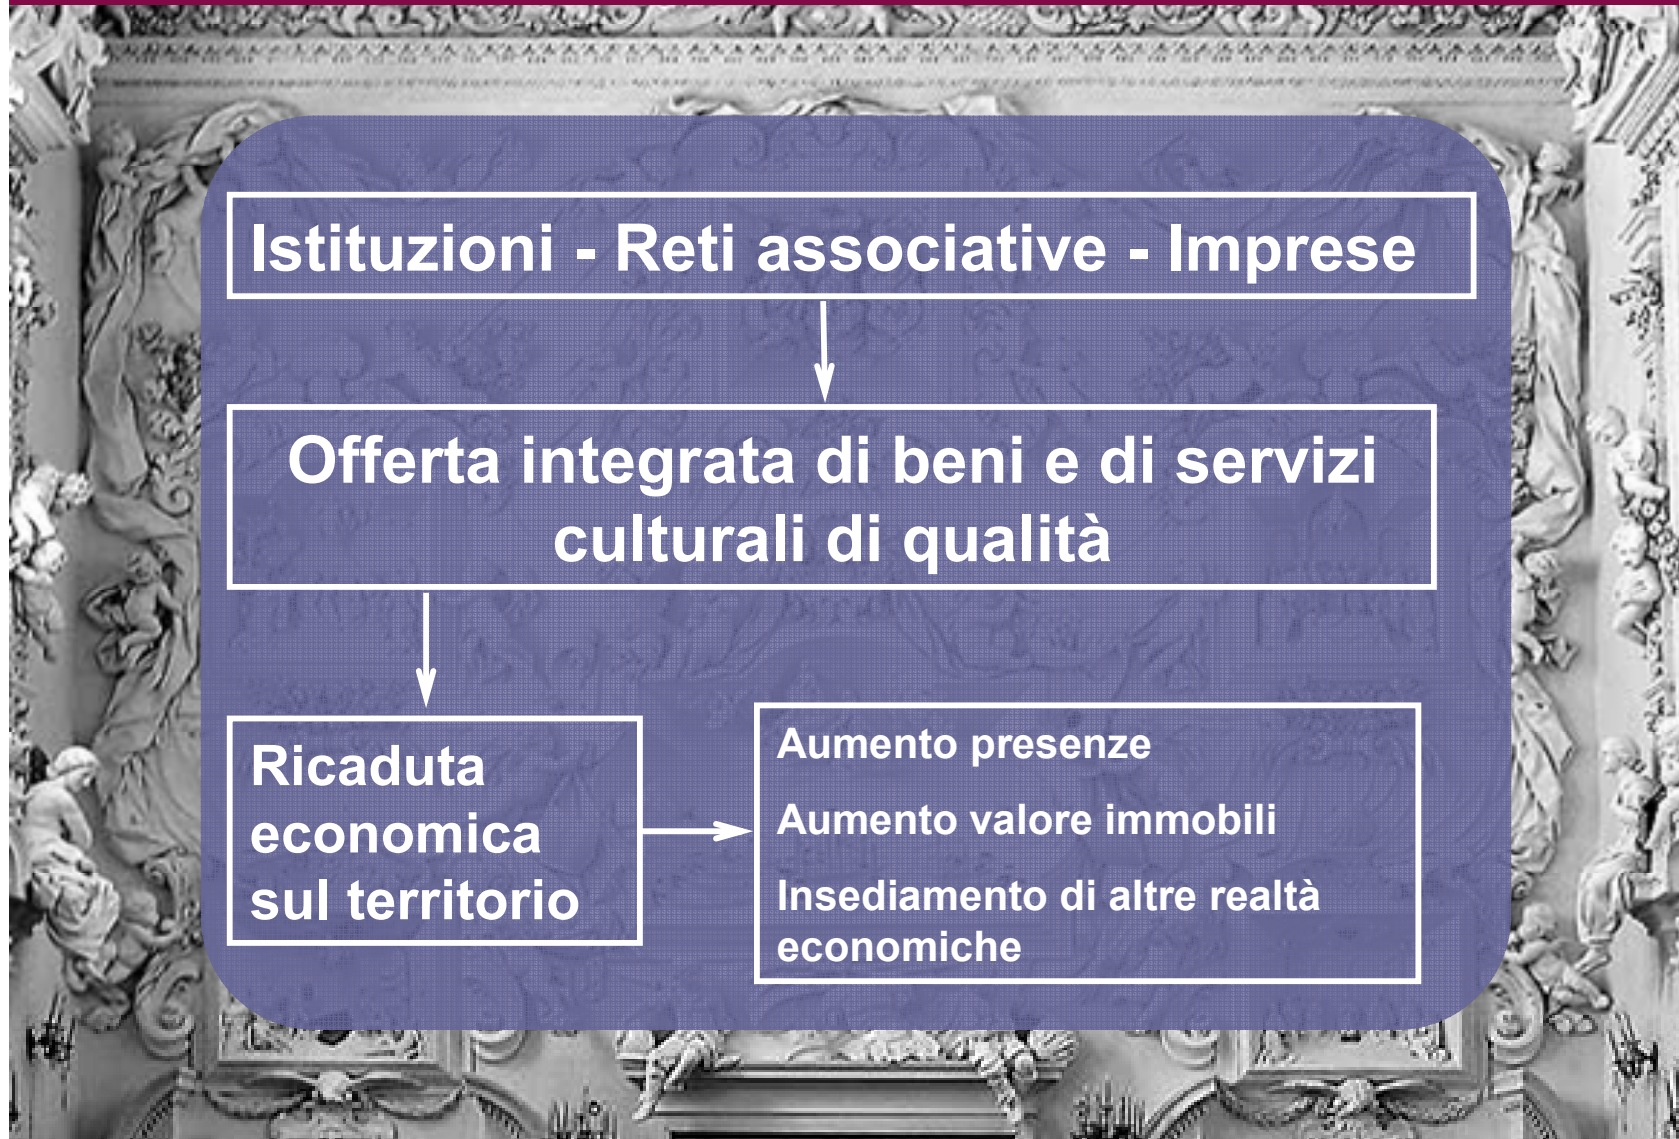 Istituzioni - Reti associative - Imprese
Offerta integrata di beni e di servizi
culturali di qualità
Ricaduta
economica
sul territorio
Aumento presenze
Aumento valore immobili
Insediamento di altre realtà
economiche